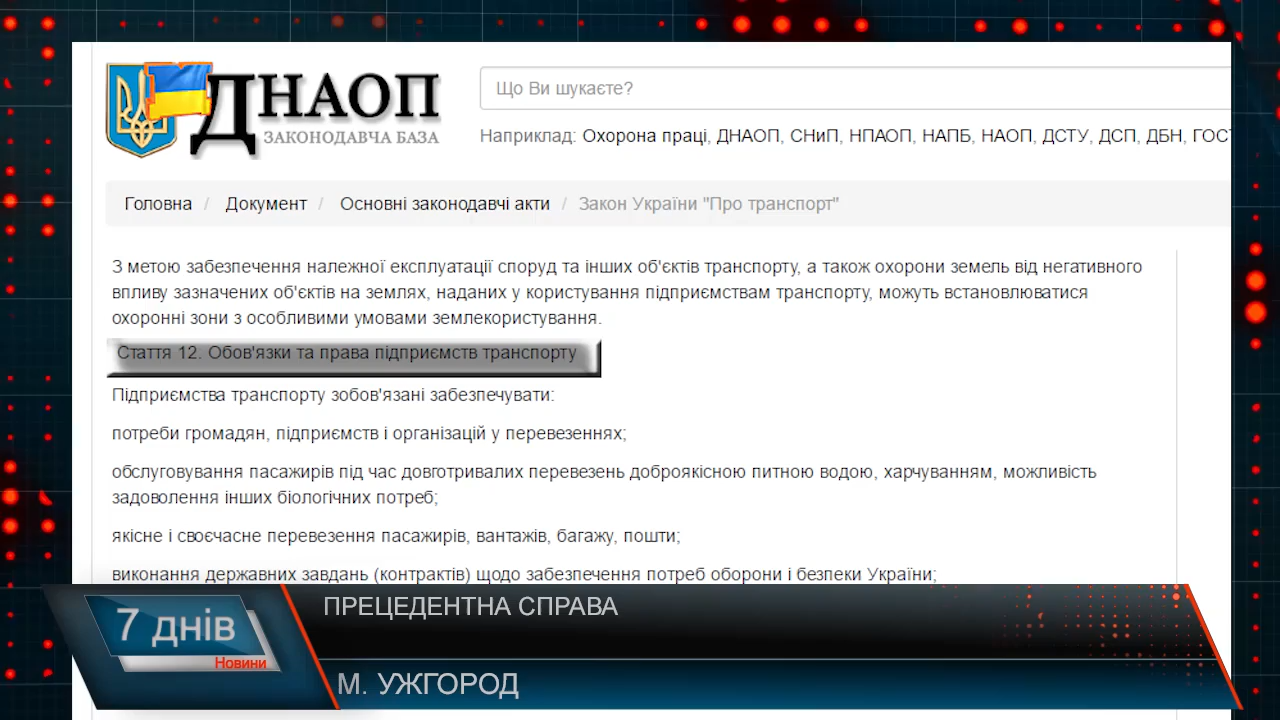 ДНАОП
ЗАКОНОДАВЧА БАЗА
Що Ви шукаєте?
Наприклад: Охорона праці, ДНАОП, СНиП, НПАОП, НАПБ, НАОП, ДСТУ, ДСП, ДБН, ГОСТ
Головна / Документ / Основні законодавчі акти / Закон України "Про транспорт"
З метою забезпечення належної експлуатації споруд та інших об'єктів транспорту, а також охорони земель від негативного
впливу зазначених об'єктів на землях, наданих у користування підприємствам транспорту, можуть встановлюватися
охоронні зони з особливими умовами землекористування.
Стаття 12. Обов'язки та права підприємств транспорту
Підприємства транспорту зобов'язані забезпечувати:
потреби громадян, підприємств і організацій у перевезеннях;
обслуговування пасажирів під час довготривалих перевезень доброякісною питною водою, харчуванням, можливість
задоволення інших біологічних потреб;
якісне і своєчасне перевезення пасажирів, вантажів, багажу, пошти;
виконання державних завдань (контрактів) щодо забезпечення потреб оборони і безпеки України;
ПРЕЦЕДЕНТНА СПРАВА
7 днів
Новини
М. УЖГОРОД